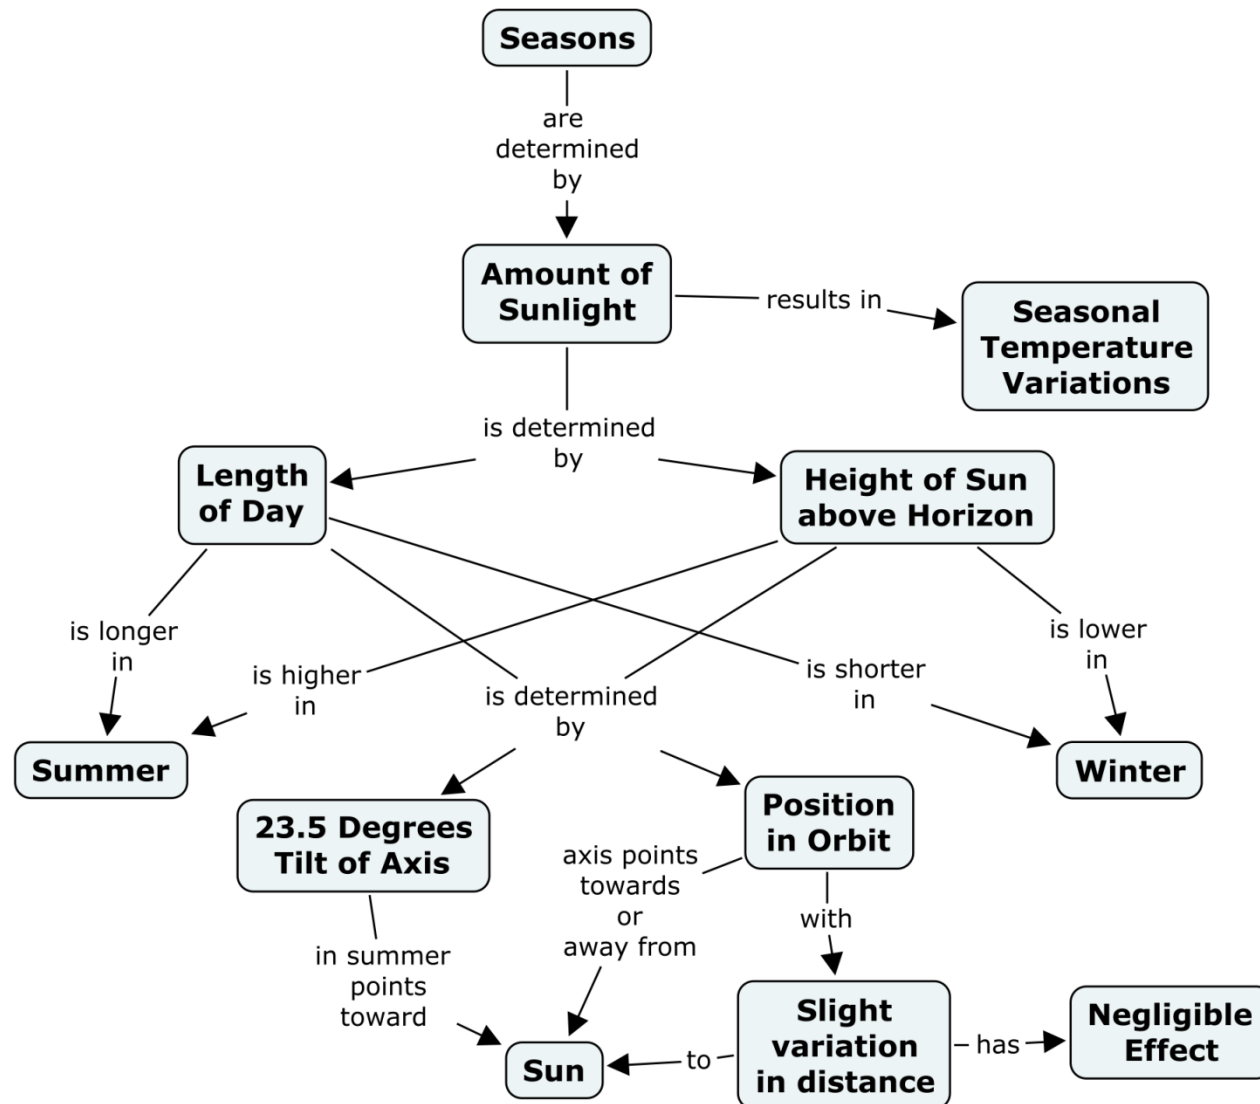 Seasons
are
determined
by
Amount of
Sunlight
results in
Seasonal
Temperature
Variations
is determined
by
Length
of Day
Height of Sun
above Horizon
is longer
in
is higher
in
is determined
by
is shorter
in
is lower
in
Summer
Winter
23.5 Degrees
Tilt of Axis
Position
in Orbit
axis points
towards
or
away from
with
in summer
points
toward
Sun
to
Slight
variation
in distance
has
Negligible
Effect